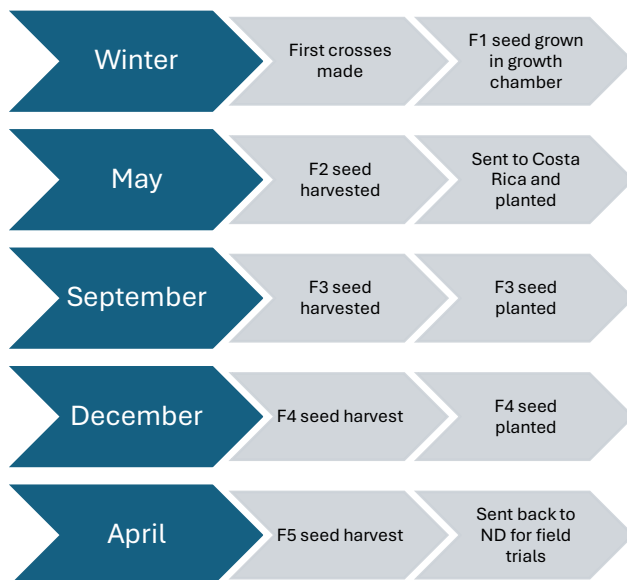 Winter
First crosses
made
F1 seed grown
in growth
chamber
May
F2 seed
harvested
Sent to Costa
Rica and
planted
September
F3 seed
harvested
F3 seed
planted
December
F4 seed harvest
F4 seed
planted
April
F5 seed harvest
Sent back to
ND for field
trials